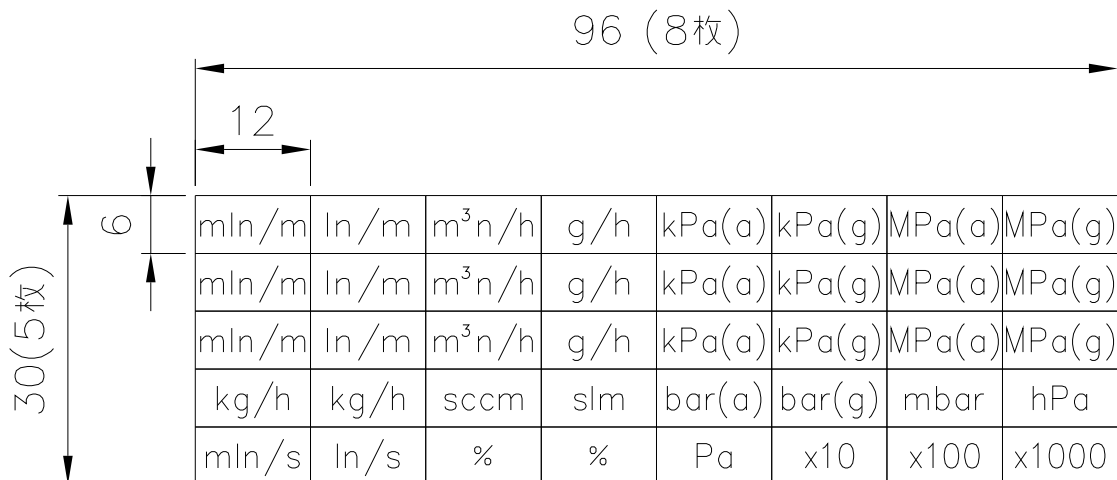 96 (8枚)
12
6
30(5枚)
mln/m ln/m m³n/h g/h kPa(a) kPa(g) MPa(a) MPa(g)
mln/m ln/m m³n/h g/h kPa(a) kPa(g) MPa(a) MPa(g)
mln/m ln/m m³n/h g/h kPa(a) kPa(g) MPa(a) MPa(g)
kg/h kg/h sccm slm bar(a) bar(g) mbar hPa
mln/s ln/s % % Pa x10 x100 x1000